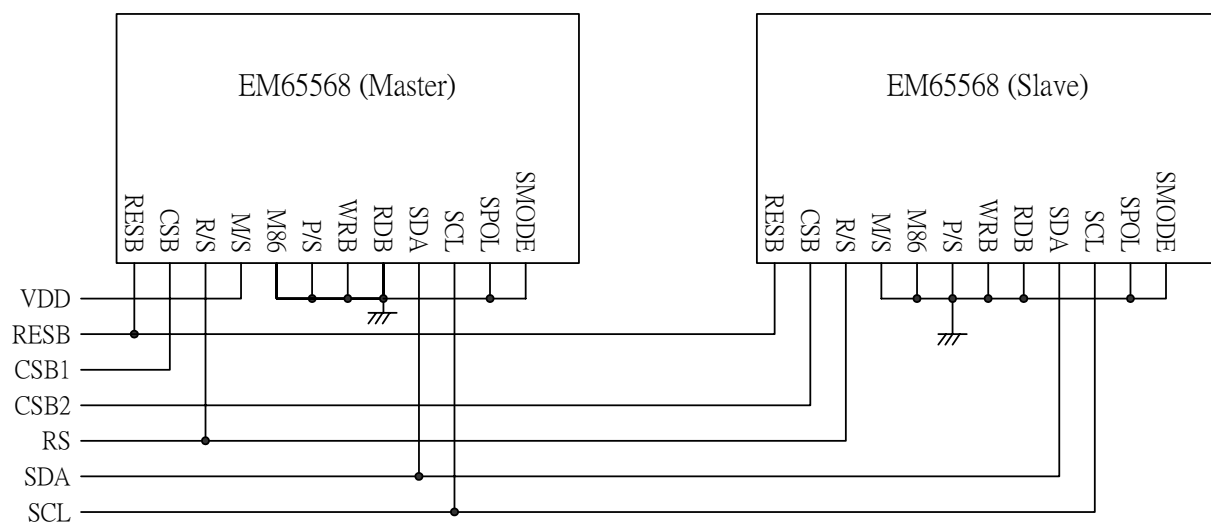 EM65568 (Master)
EM65568 (Slave)
RESB
CSB
R/S
M/S
M86
P/S
WRB
RDB
SDA
SCL
SPOL
SMODE
RESB
CSB
R/S
M/S
M86
P/S
WRB
RDB
SDA
SCL
SPOL
SMODE
VDD
RESB
CSB1
CSB2
RS
SDA
SCL